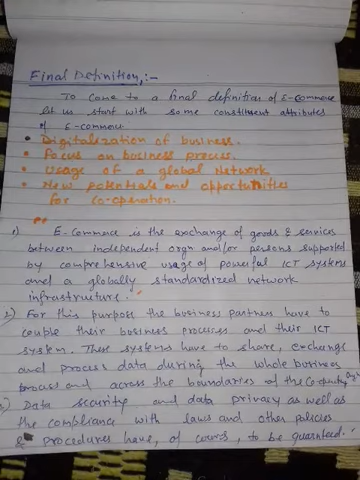 Final Definition,:-
To Come to a final definition of E-Commerce
let us start with some constituent attributes
of E-commerce.
• Digitalization of business.
• Focus on business process.
• Usage of a global Network
• New potentials and opportunities
for Co-operation.
"
1) E-Commerce is the exchange of goods & services
between independent orgn and/or persons supported
by comprehensive usage of powerful ICT systems
and a globally standardized network
infrastructure."
2) For this purpose the business partners have to
couple their business processes and their ICT
system. These systems have to share, exchange
and process data during the whole business
process and across the boundaries of the
3) Data security and data privacy as well as
the compliance with laws and other policies
& procedures have, of cours, to be guaranteed.